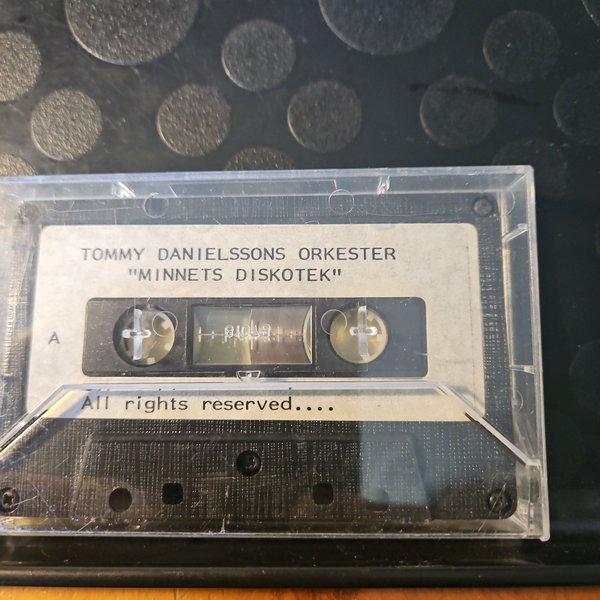 TOMMY DANIELSSONS ORKESTER
"MINNETS DISKOTEK"
A
All rights reserved....